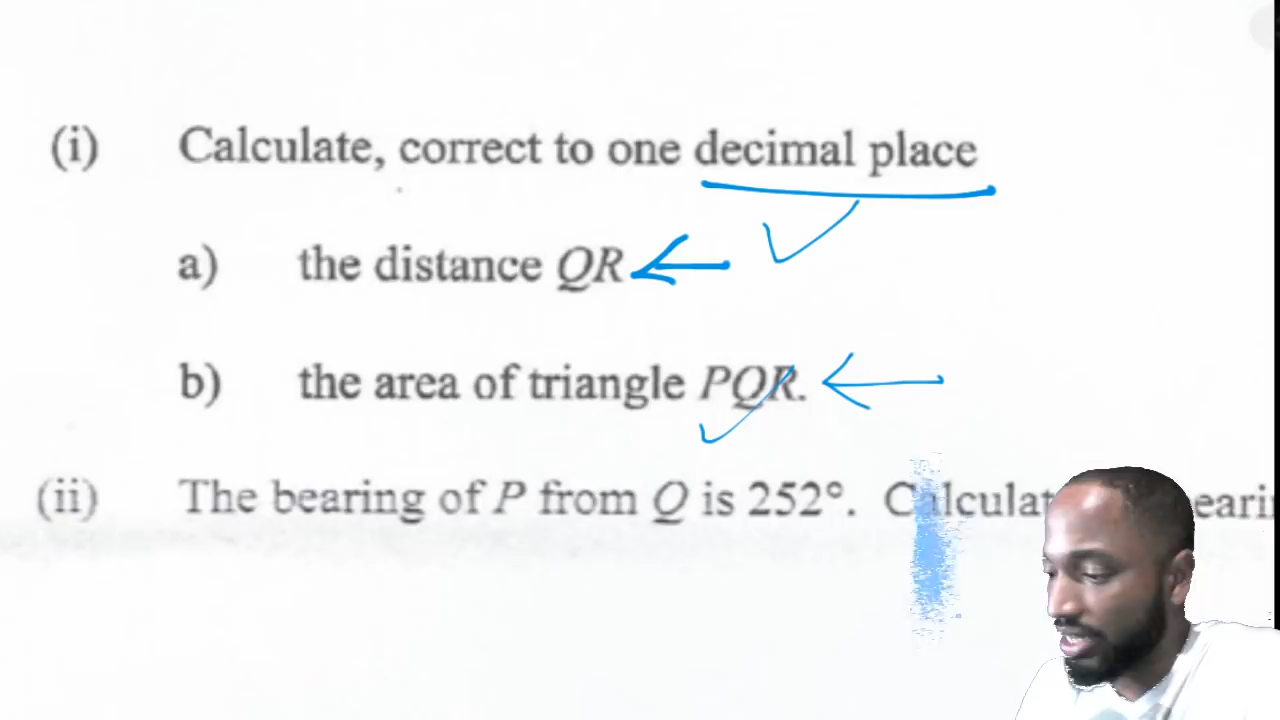 (i) Calculate, correct to one decimal place
a) the distance QR
b) the area of triangle PQR.
(ii) The bearing of P from Q is 252°.